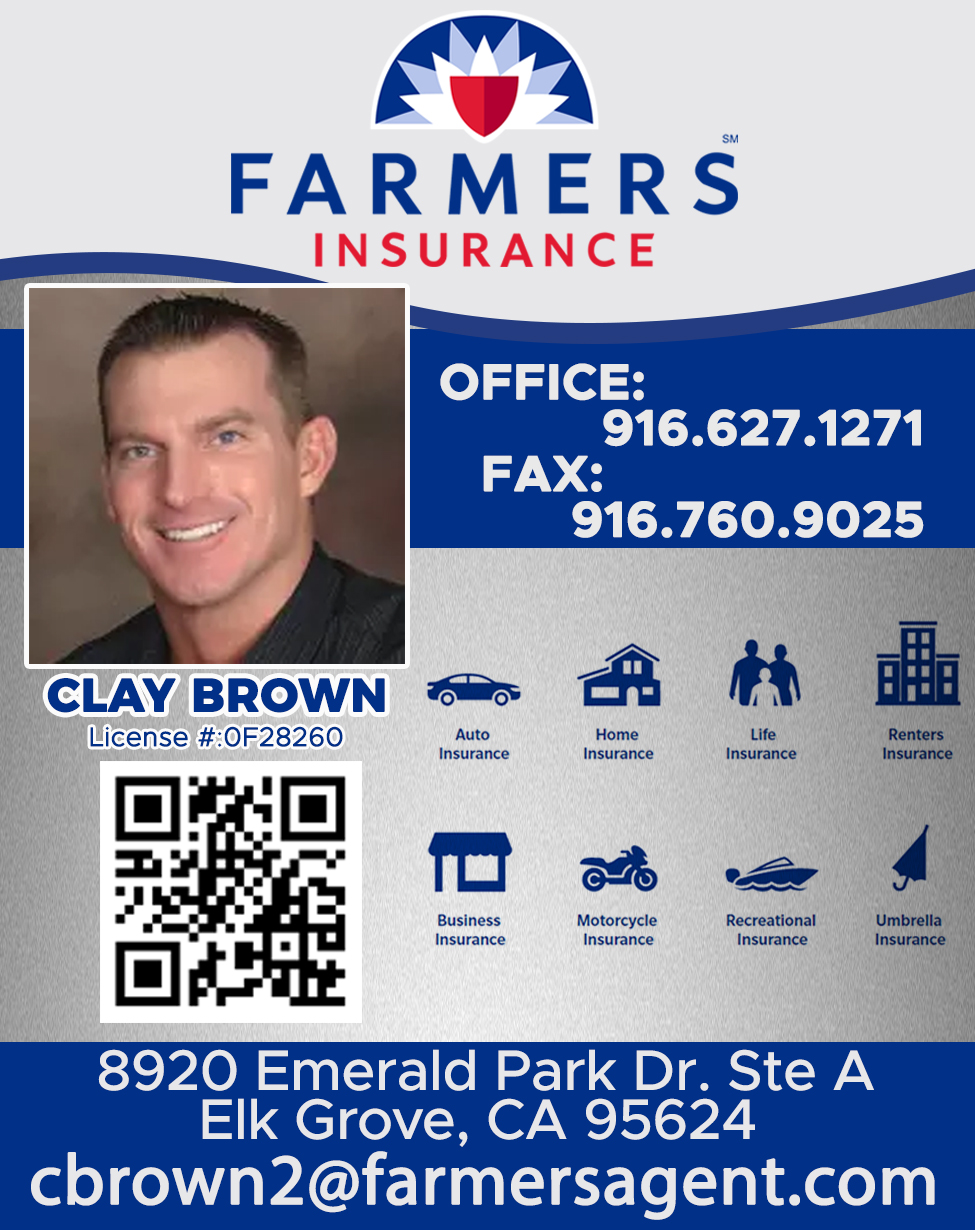 FARMERS℠
INSURANCE
OFFICE:
916.627.1271
FAX:
916.760.9025
CLAY BROWN
License #:0F28260
Auto
Insurance
Home
Insurance
Life
Insurance
Renters
Insurance
Business
Insurance
Motorcycle
Insurance
Recreational
Insurance
Umbrella
Insurance
8920 Emerald Park Dr. Ste A
Elk Grove, CA 95624
cbrown2@farmersagent.com